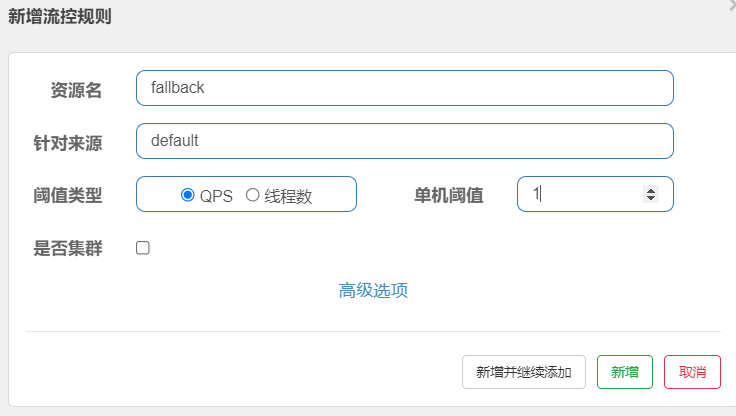 新增流控规则
资源名 fallback
针对来源 default
阈值类型 QPS 线程数 单机阈值 1
是否集群
高级选项
新增并继续添加 新增 取消